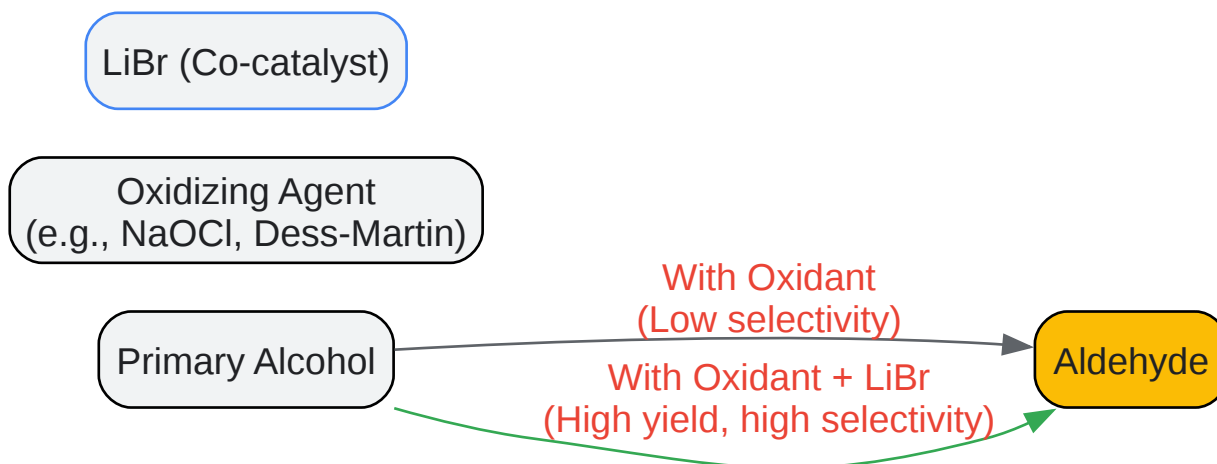 LiBr (Co-catalyst)
Oxidizing Agent
(e.g., NaOCl, Dess-Martin)
With Oxidant
(Low selectivity)
Primary Alcohol
Aldehyde
With Oxidant + LiBr
(High yield, high selectivity)